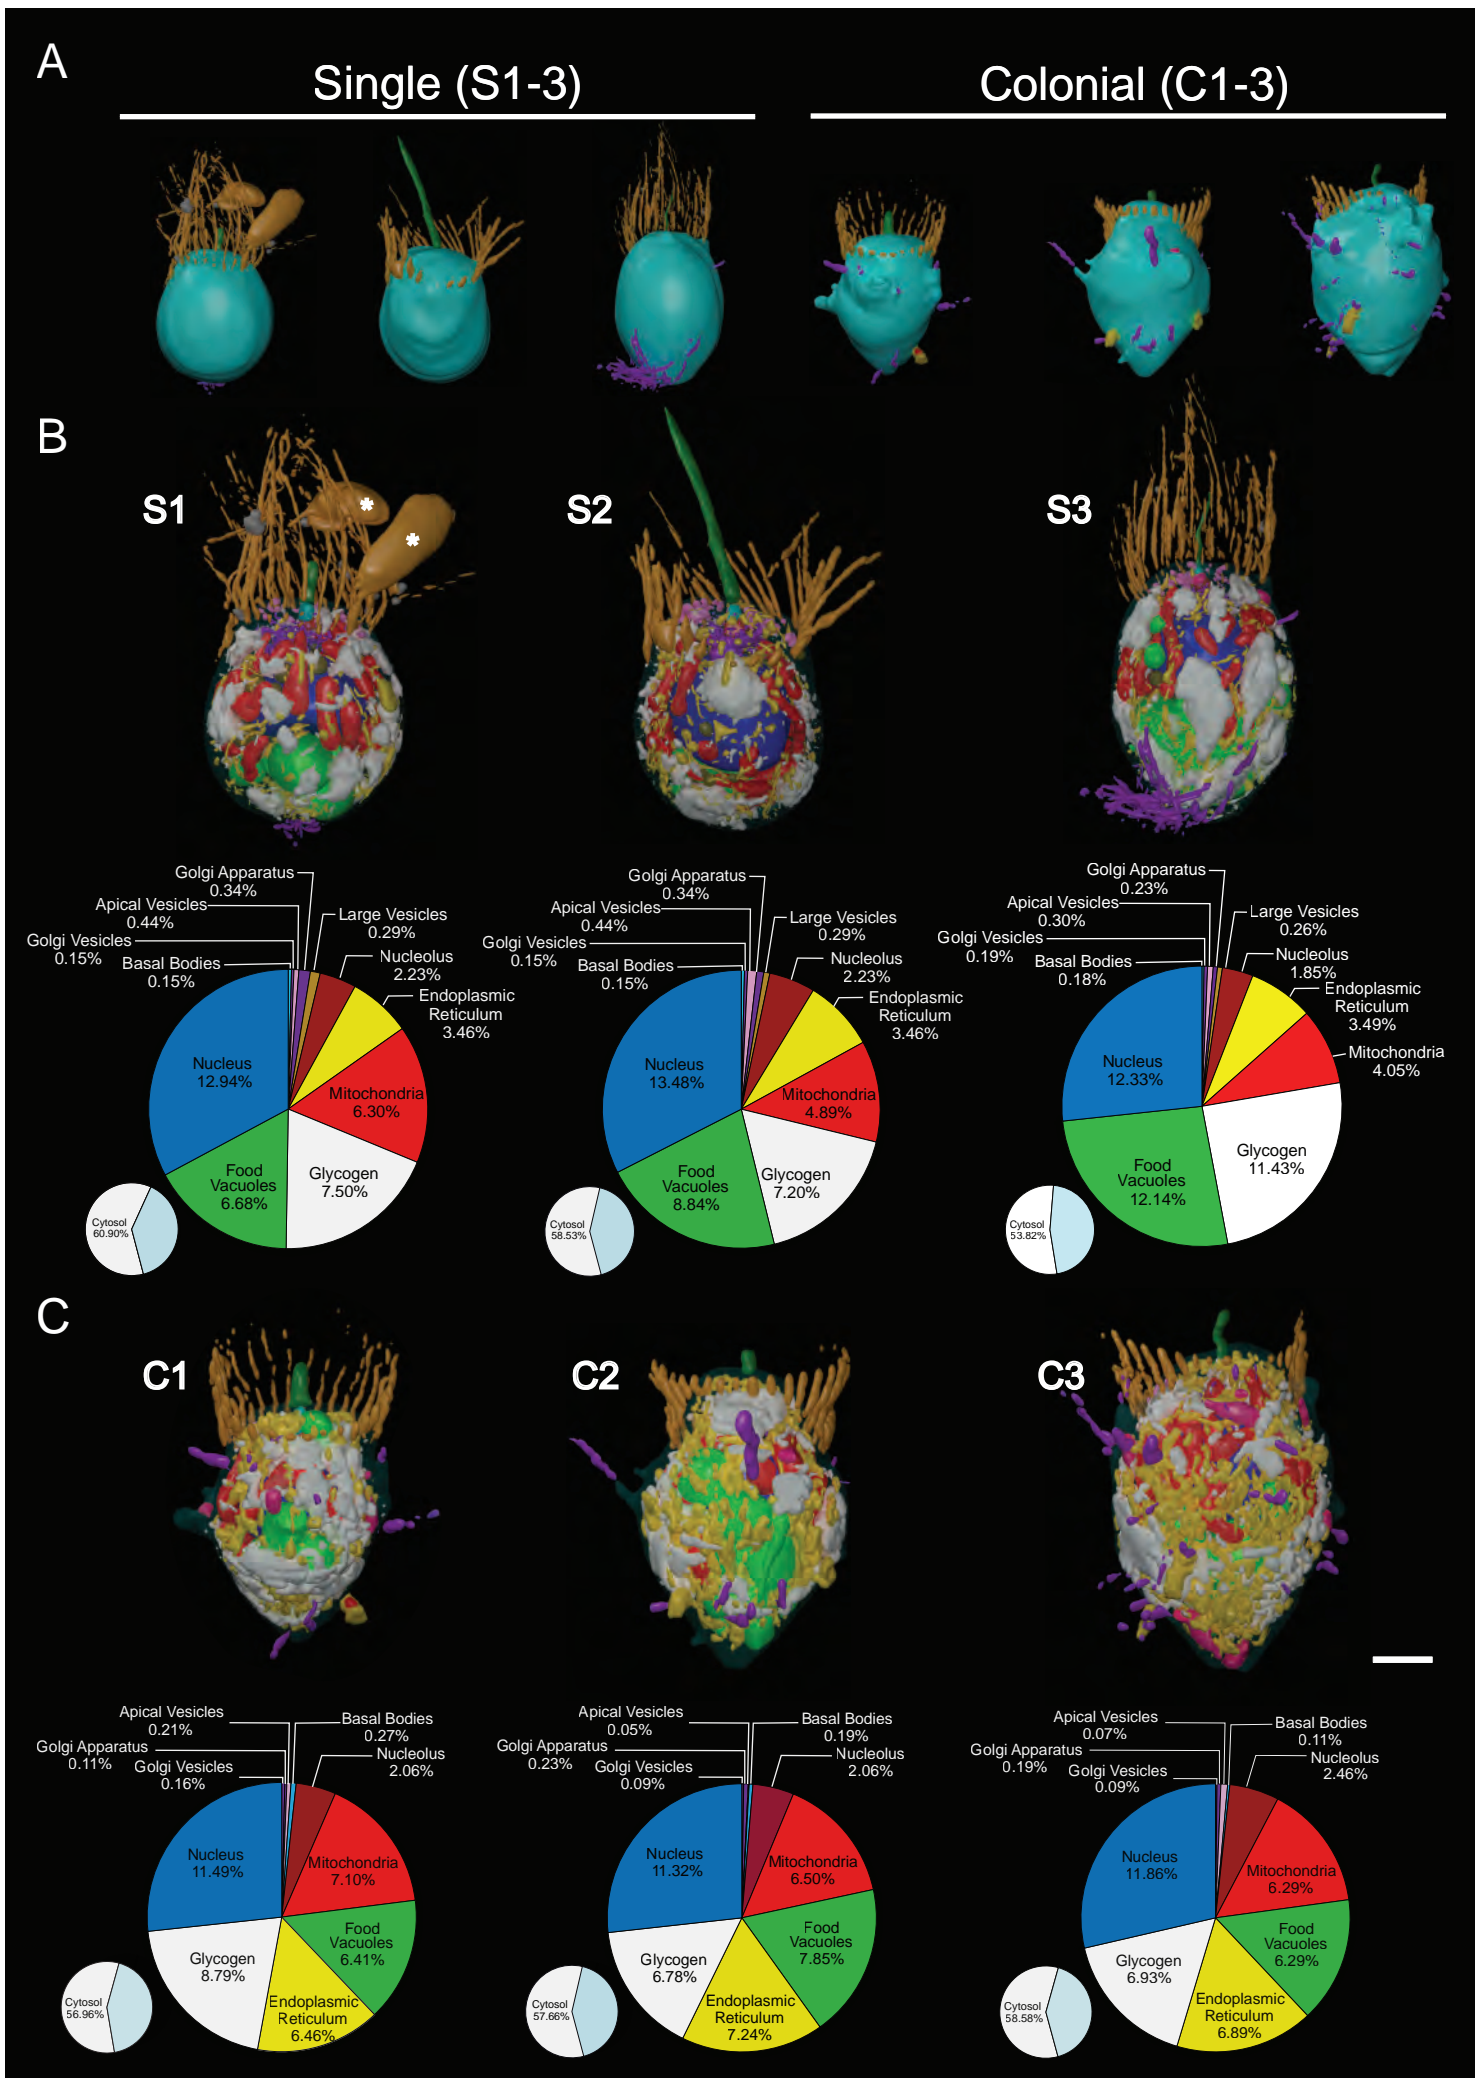 A
Single (S1-3)
Colonial (C1-3)
B
S1
*
*
S2
S3
Golgi Apparatus
0.34%
Apical Vesicles
0.44%
Golgi Vesicles
0.15%
Basal Bodies
0.15%
Large Vesicles
0.29%
Nucleolus
2.23%
Endoplasmic
Reticulum
3.46%
Nucleus
12.94%
Mitochondria
6.30%
Food
Vacuoles
6.68%
Glycogen
7.50%
Cytosol
60.90%
Golgi Apparatus
0.34%
Apical Vesicles
0.44%
Golgi Vesicles
0.15%
Basal Bodies
0.15%
Large Vesicles
0.29%
Nucleolus
2.23%
Endoplasmic
Reticulum
3.46%
Nucleus
13.48%
Mitochondria
4.89%
Food
Vacuoles
8.84%
Glycogen
7.20%
Cytosol
58.53%
Golgi Apparatus
0.23%
Apical Vesicles
0.30%
Golgi Vesicles
0.19%
Basal Bodies
0.18%
Large Vesicles
0.26%
Nucleolus
1.85%
Endoplasmic
Reticulum
3.49%
Mitochondria
4.05%
Nucleus
12.33%
Glycogen
11.43%
Food
Vacuoles
12.14%
Cytosol
53.82%
C
C1
C2
C3
Apical Vesicles
0.21%
Golgi Apparatus
0.11%
Golgi Vesicles
0.16%
Basal Bodies
0.27%
Nucleolus
2.06%
Nucleus
11.49%
Mitochondria
7.10%
Food
Vacuoles
6.41%
Glycogen
8.79%
Endoplasmic
Reticulum
6.46%
Cytosol
56.96%
Apical Vesicles
0.05%
Golgi Apparatus
0.23%
Golgi Vesicles
0.09%
Basal Bodies
0.19%
Nucleolus
2.06%
Nucleus
11.32%
Mitochondria
6.50%
Food
Vacuoles
7.85%
Glycogen
6.78%
Endoplasmic
Reticulum
7.24%
Cytosol
57.66%
Apical Vesicles
0.07%
Golgi Apparatus
0.19%
Golgi Vesicles
0.09%
Basal Bodies
0.11%
Nucleolus
2.46%
Nucleus
11.86%
Mitochondria
6.29%
Food
Vacuoles
6.29%
Glycogen
6.93%
Endoplasmic
Reticulum
6.89%
Cytosol
58.58%